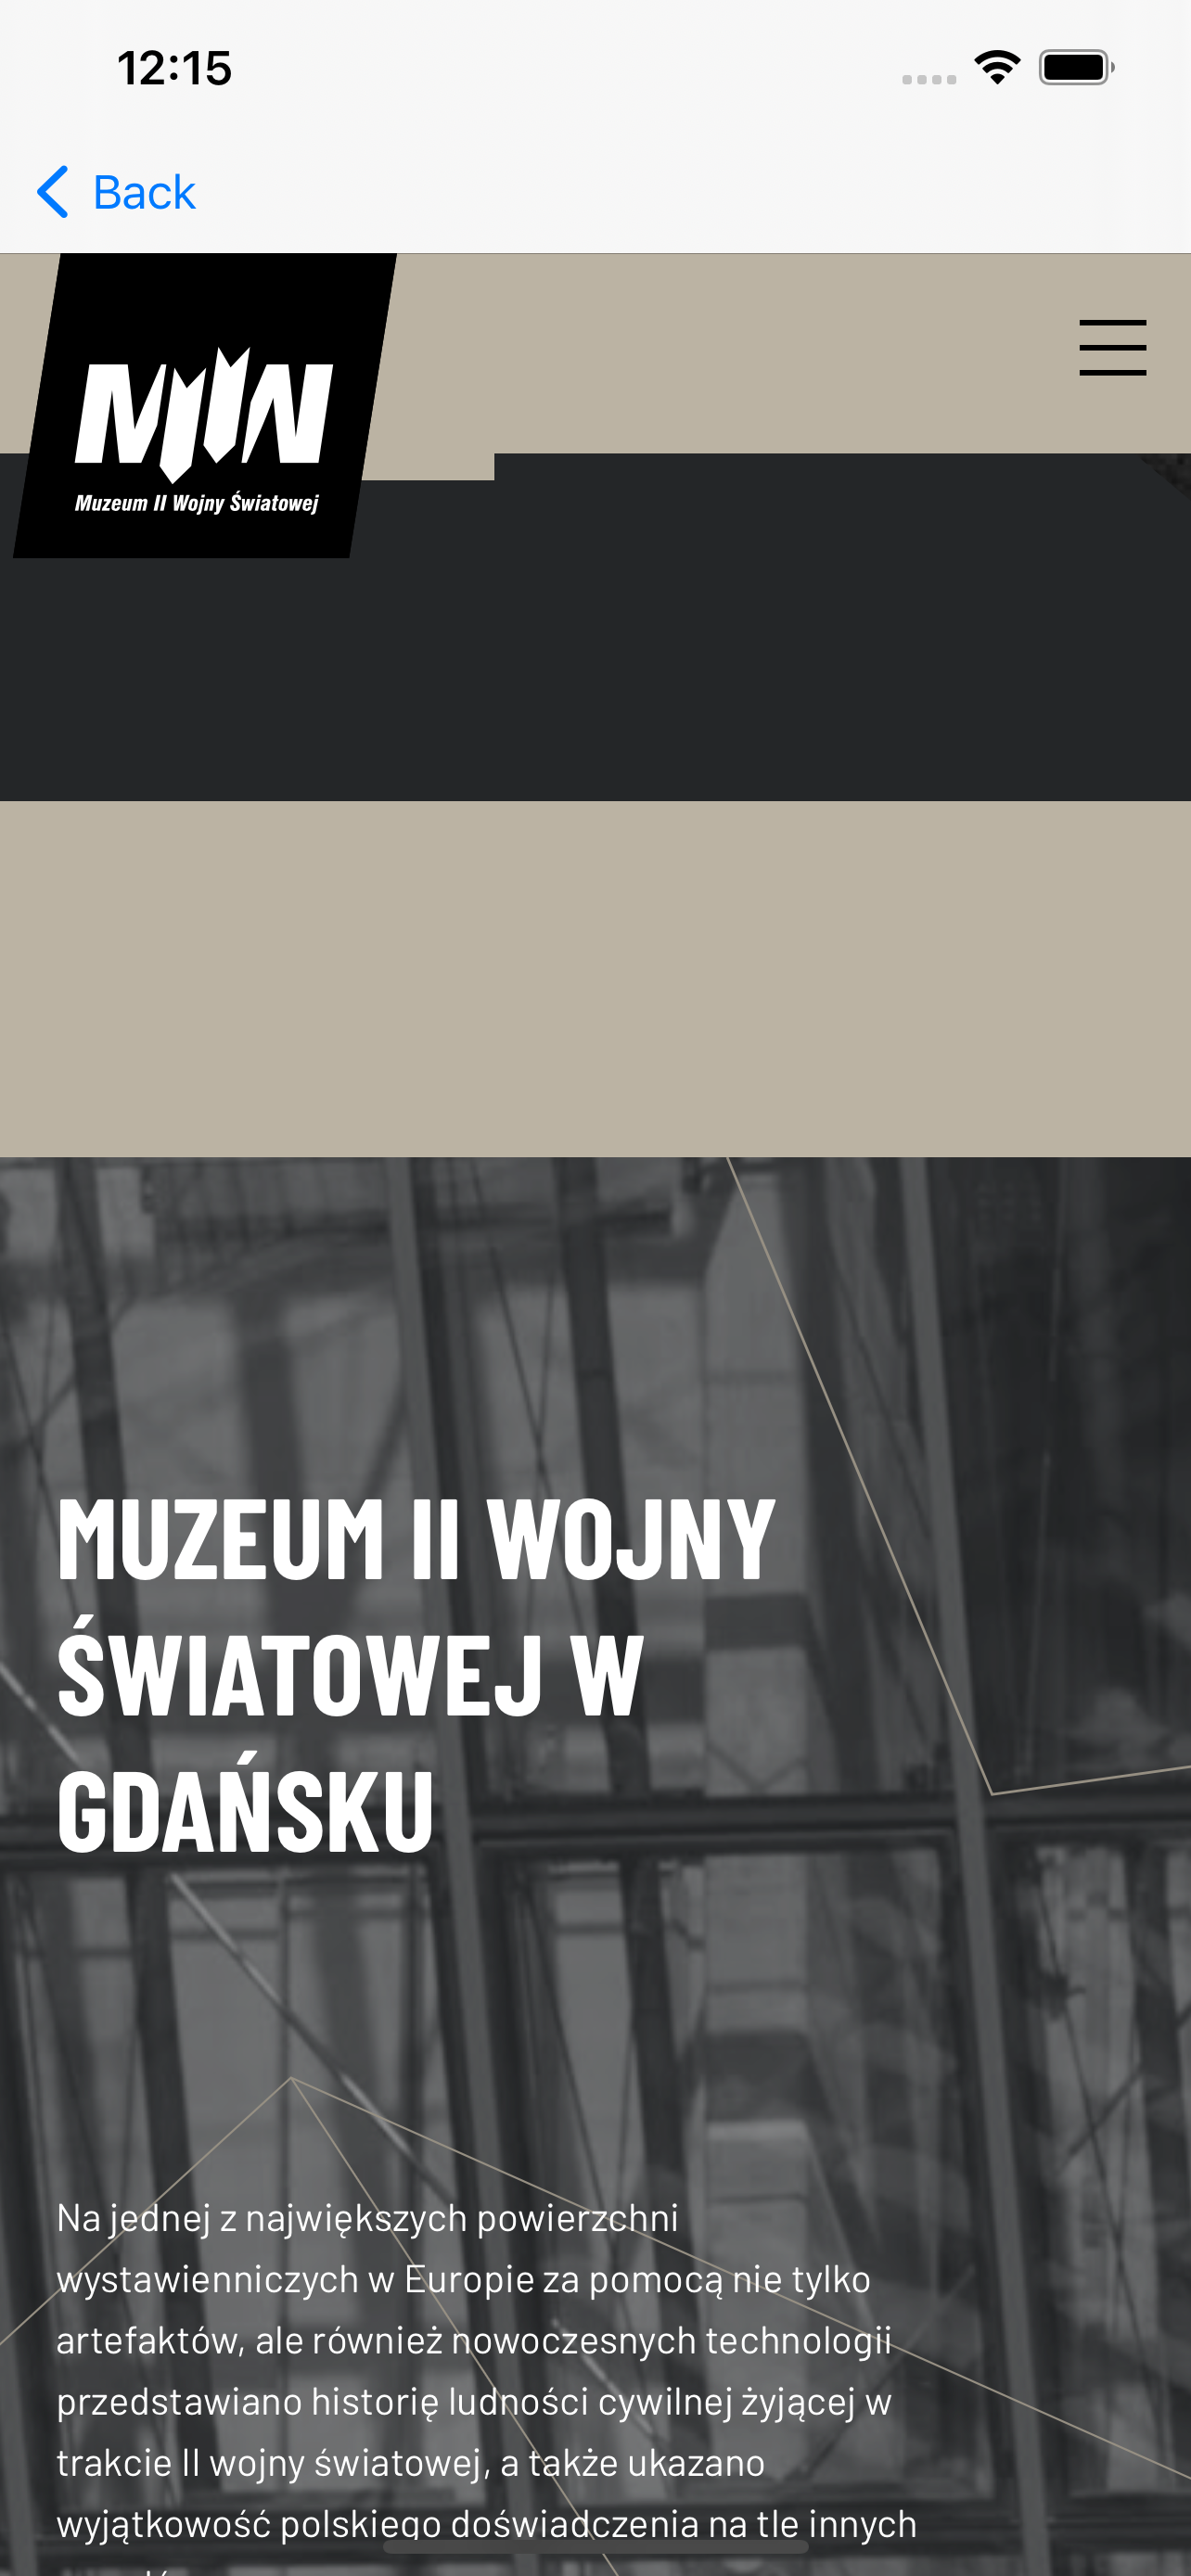 12:15
Back
MIIW
Muzeum II Wojny Światowej
MUZEUM II WOJNY
ŚWIATOWEJ W
GDAŃSKU
Na jednej z największych powierzchni
wystawienniczych w Europie za pomocą nie tylko
artefaktów, ale również nowoczesnych technologii
przedstawiano historię ludności cywilnej żyjącej w
trakcie II wojny światowej, a także ukazano
wyjątkowość polskiego doświadczenia na tle innych